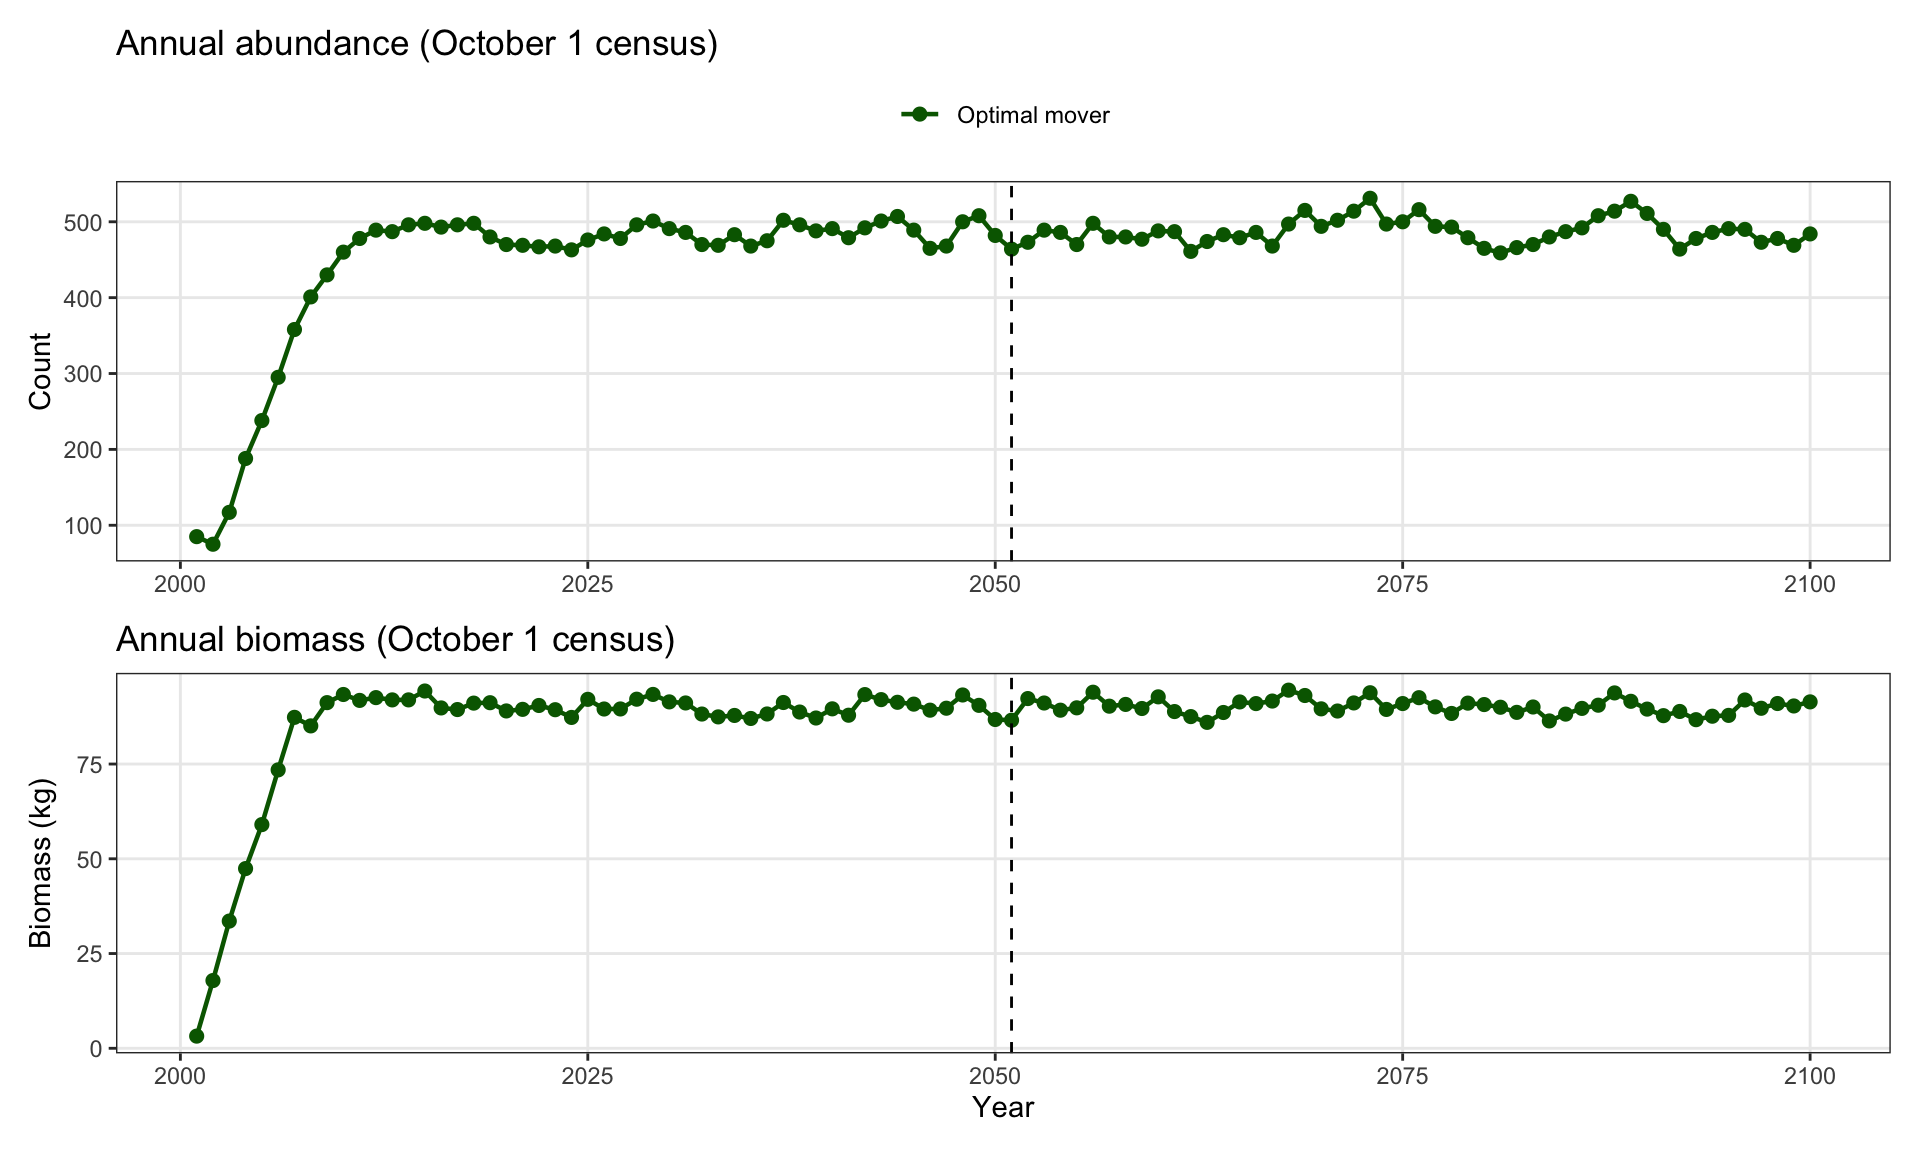 Annual abundance (October 1 census)
Optimal mover
Count
500
400
300
200
100
2000 2025 2050 2075 2100
Annual biomass (October 1 census)
Biomass (kg)
75
50
25
0
2000 2025 2050 2075 2100
Year